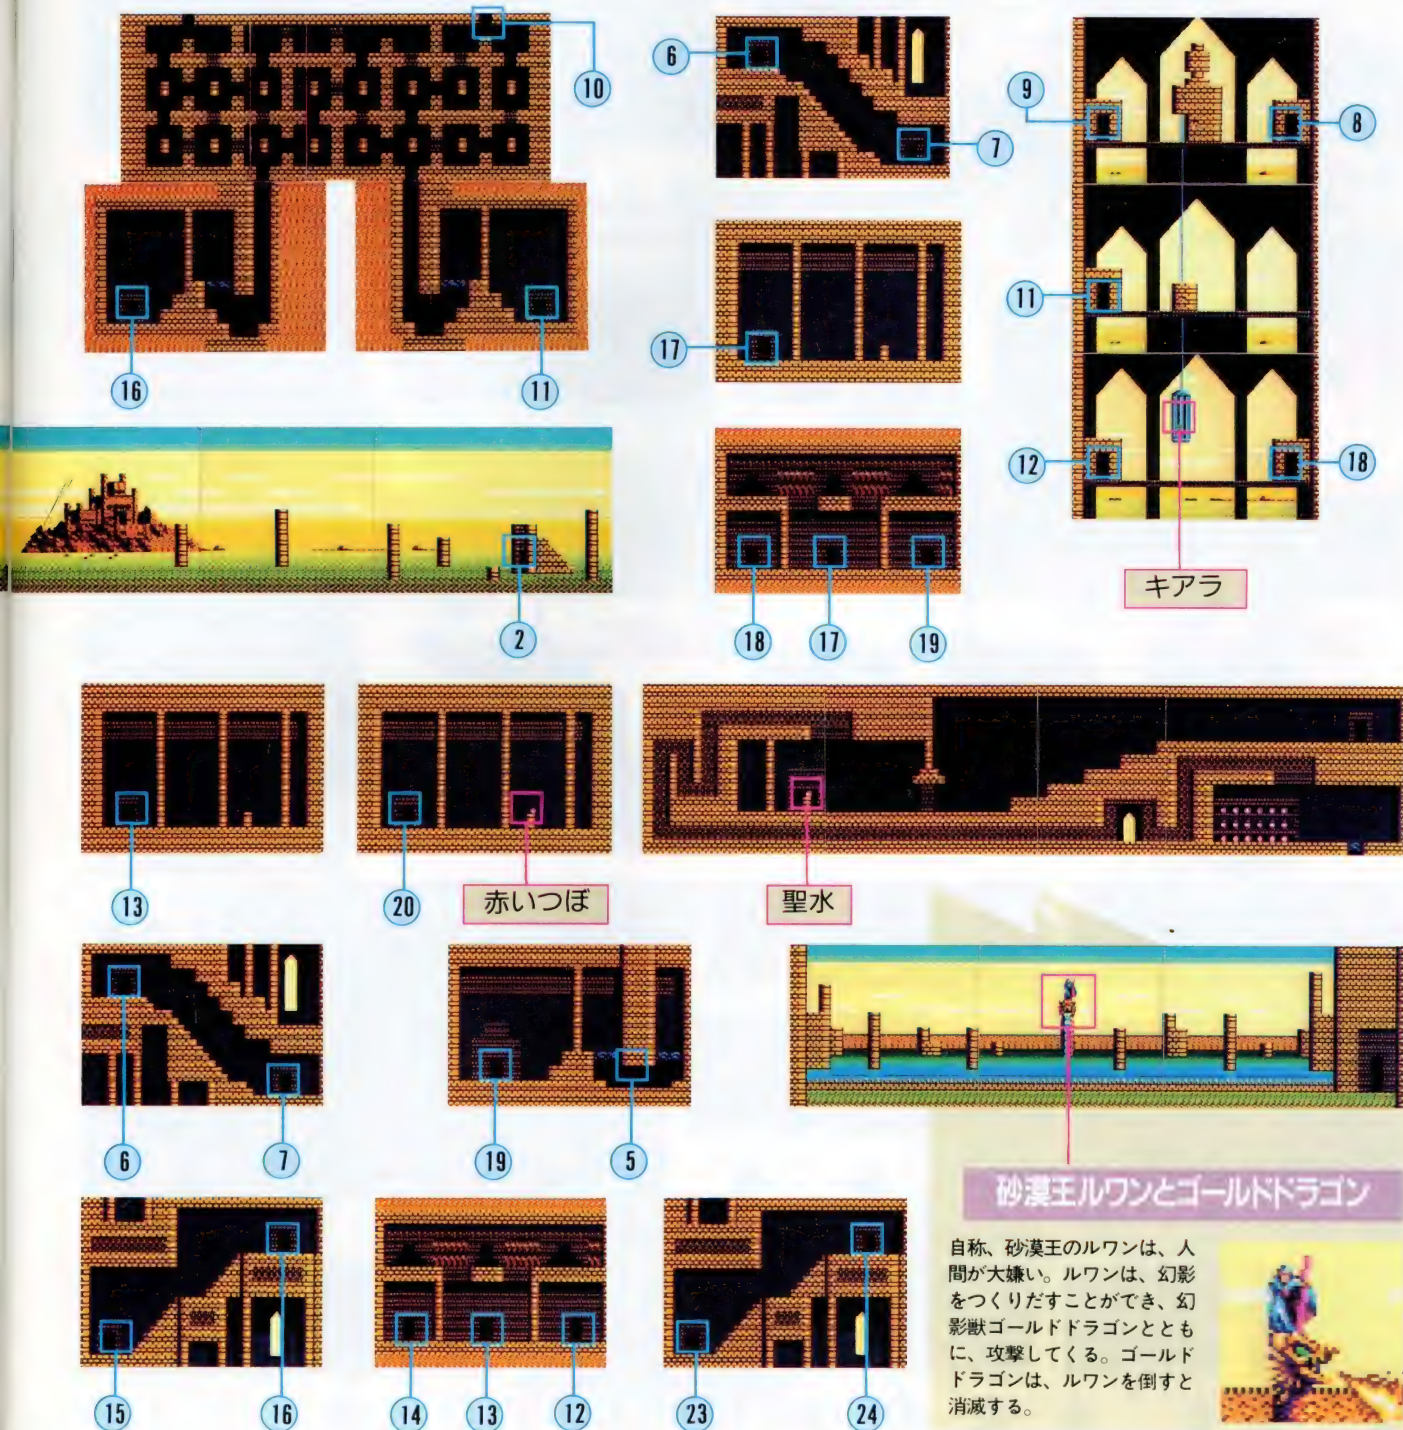 10
6
7
9
8
16
11
17
11
12
18
キアラ
2
18
17
19
13
20
赤いつぼ
聖水
6
7
19
5
砂漠王ルワンとゴールドドラゴン
自称、砂漠王のルワンは、人
間が大嫌い。ルワンは、幻影
をつくりだすことができ、幻
影獣ゴールドドラゴンととも
に、攻撃してくる。ゴールド
ドラゴンは、ルワンを倒すと
消滅する。
15
16
14
13
12
23
24